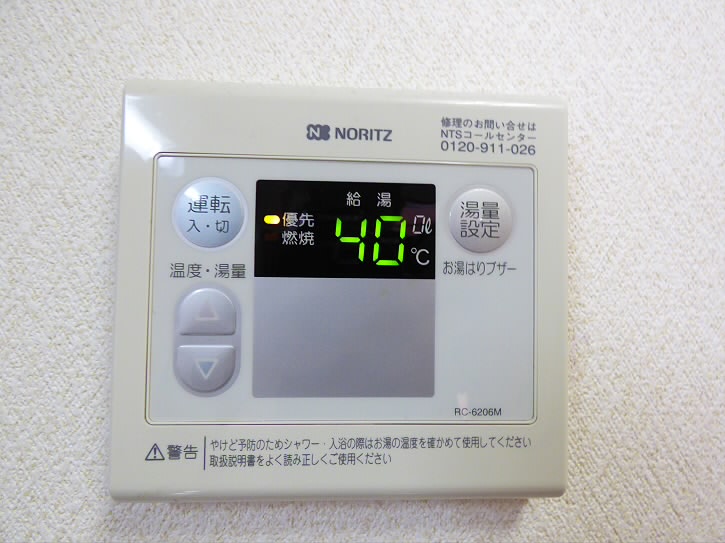 NORITZ
修理のお問い合せは
NTSコールセンター
0120-911-026
運転
入・切
給 湯
優先
燃焼
40
0ℓ
℃
湯量
設定
温度・湯量
お湯はりブザー
RC-6206M
警告
やけど予防のためシャワー・入浴の際はお湯の温度を確かめて使用してください
取扱説明書をよく読み正しくご使用ください